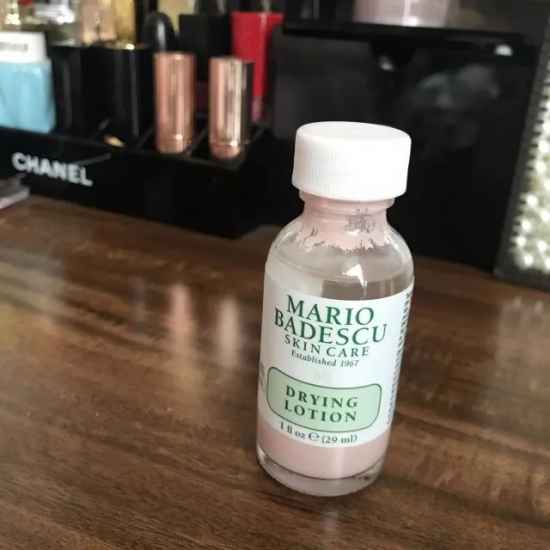 CHANEL
MARIO
BADESCU
SKIN CARE
Established 1967
DRYING
LOTION
1 fl oz ℮ (29 ml)